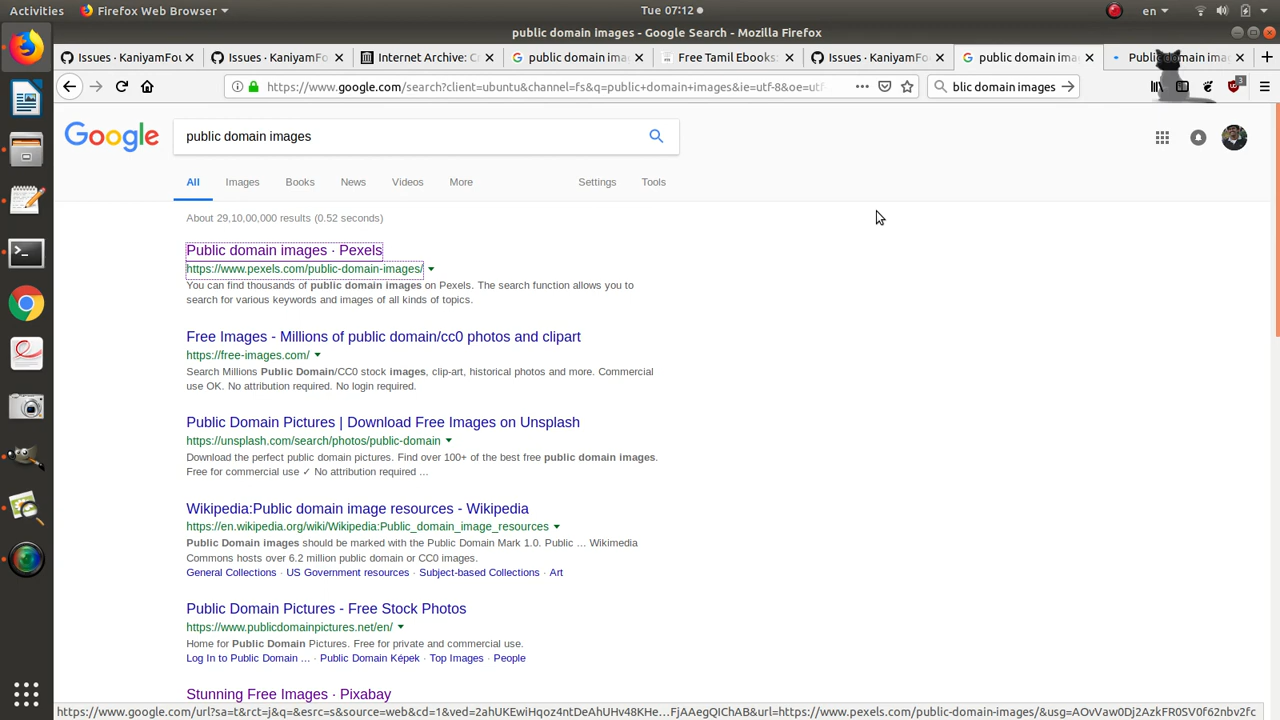 Activities
Firefox Web Browser
Tue 07:12
en
public domain images - Google Search - Mozilla Firefox
Issues · KaniyamFou
Issues · KaniyamFo
Internet Archive: C
public domain ima
Free Tamil Ebooks:
Issues · KaniyamFo
public domain ima
Public domain ima
https://www.google.com/search?client=ubuntu&channel=fs&q=public+domain+images&ie=utf-8&oe=utf-
blic domain images
3
Google
public domain images
All
Images
Books
News
Videos
More
Settings
Tools
About 29,10,00,000 results (0.52 seconds)
Public domain images · Pexels
https://www.pexels.com/public-domain-images/
You can find thousands of public domain images on Pexels. The search function allows you to
search for various keywords and images of all kinds of topics.
Free Images - Millions of public domain/cc0 photos and clipart
https://free-images.com/
Search Millions Public Domain/CC0 stock images, clip-art, historical photos and more. Commercial
use OK. No attribution required. No login required.
Public Domain Pictures | Download Free Images on Unsplash
https://unsplash.com/search/photos/public-domain
Download the perfect public domain pictures. Find over 100+ of the best free public domain images.
Free for commercial use ✓ No attribution required ...
Wikipedia:Public domain image resources - Wikipedia
https://en.wikipedia.org/wiki/Wikipedia:Public_domain_image_resources
Public Domain images should be marked with the Public Domain Mark 1.0. Public ... Wikimedia
Commons hosts over 6.2 million public domain or CC0 images.
General Collections · US Government resources · Subject-based Collections · Art
Public Domain Pictures - Free Stock Photos
https://www.publicdomainpictures.net/en/
Home for Public Domain Pictures. Free for private and commercial use.
Log In to Public Domain ... · Public Domain Képek · Top Images · People
Stunning Free Images · Pixabay
https://www.google.com/url?sa=t&rct=j&q=&esrc=s&source=web&cd=1&ved=2ahUKEwiHqoz4ntDeAhUHv48KHe...FjAAegQIChAB&url=https://www.pexels.com/public-domain-images/&usg=AOvVaw0Dj2AzkFR0SV0f62nbv2fc